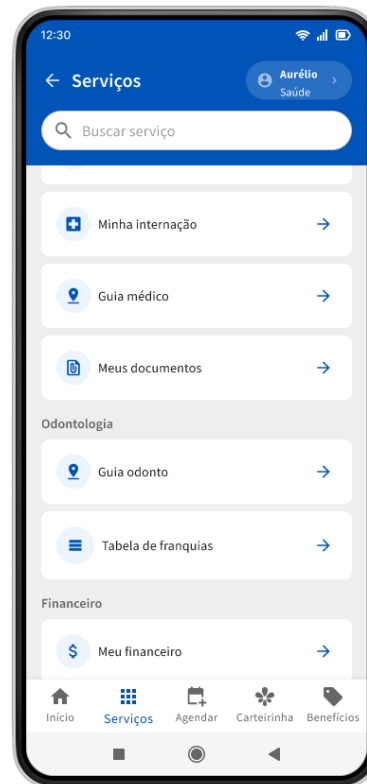 12:30
Serviços
Aurélio
Saúde
Buscar serviço
Minha internação
Guia médico
Meus documentos
Odontologia
Guia odonto
Tabela de franquias
Financeiro
Meu financeiro
Início
Serviços
Agendar
Carteirinha
Benefícios